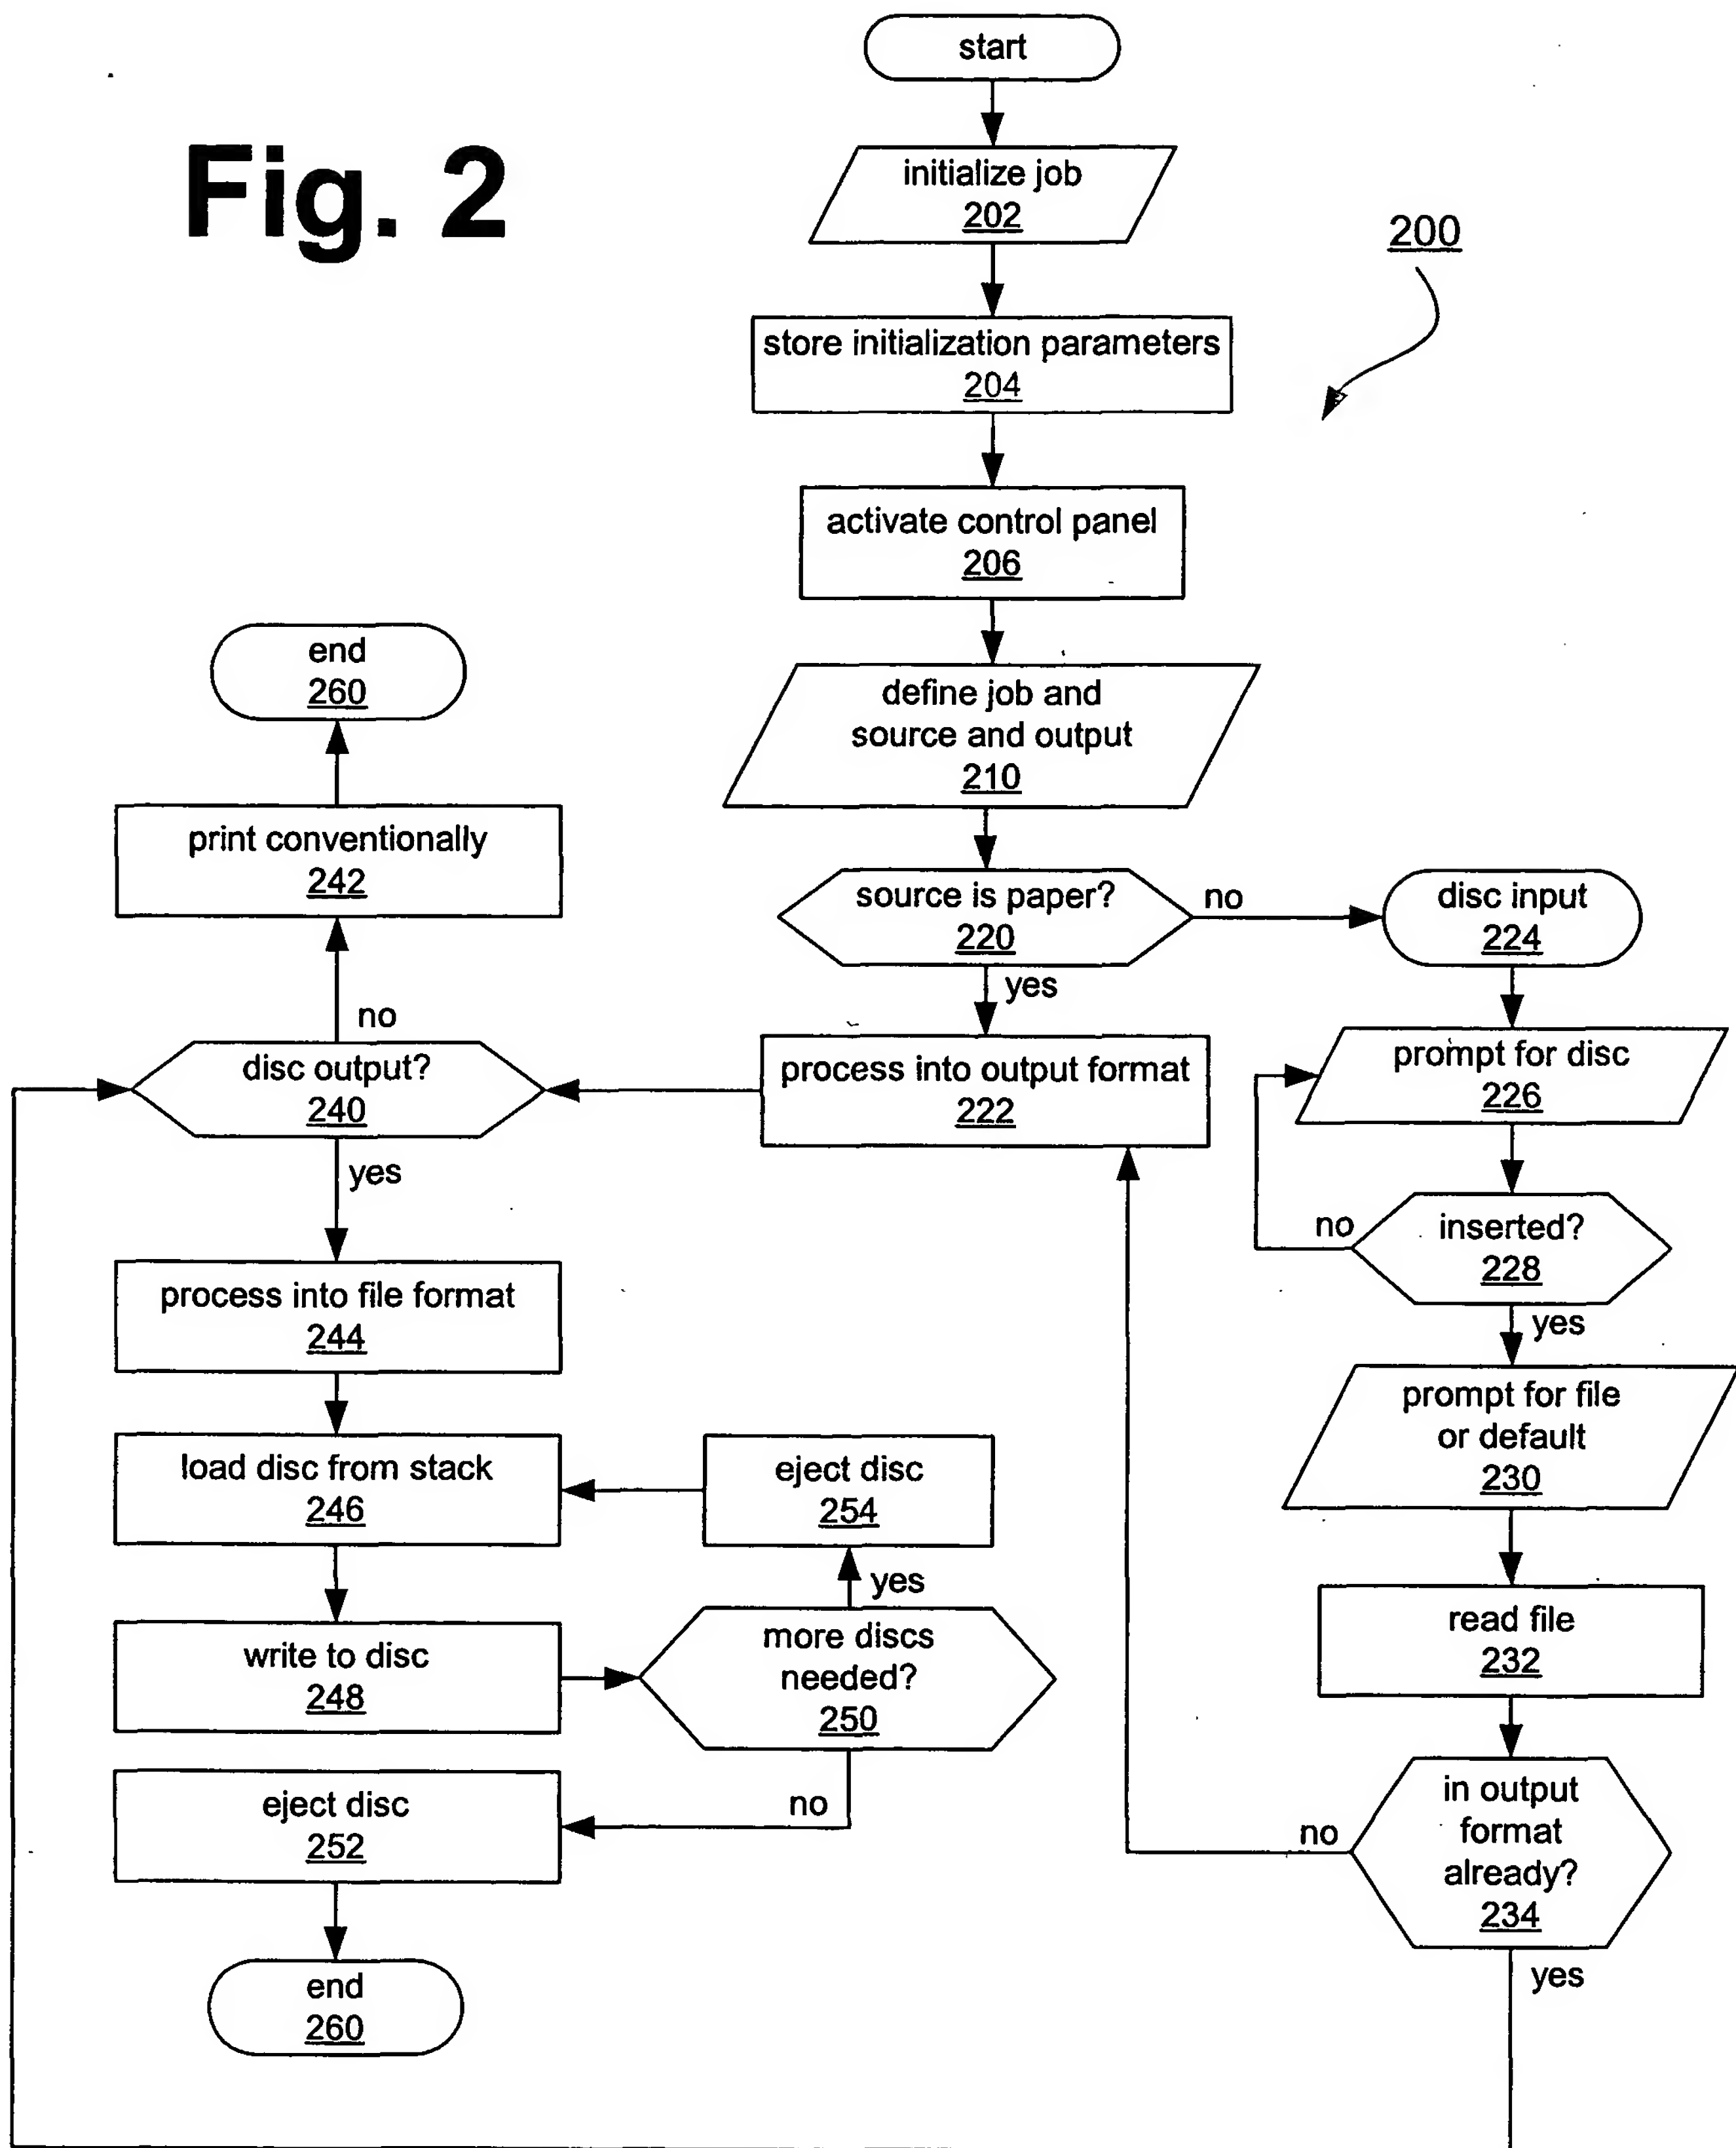 start
Fig. 2
initialize job
202
200
store initialization parameters
204
activate control panel
206
end
260
define job and
source and output
210
print conventionally
242
source is paper?
220
no
disc input
224
yes
no
disc output?
240
process into output format
222
prompt for disc
226
yes
no
inserted?
228
yes
process into file format
244
prompt for file
or default
230
load disc from stack
246
eject disc
254
yes
read file
232
write to disc
248
more discs
needed?
250
in output
format
already?
234
no
no
eject disc
252
yes
end
260